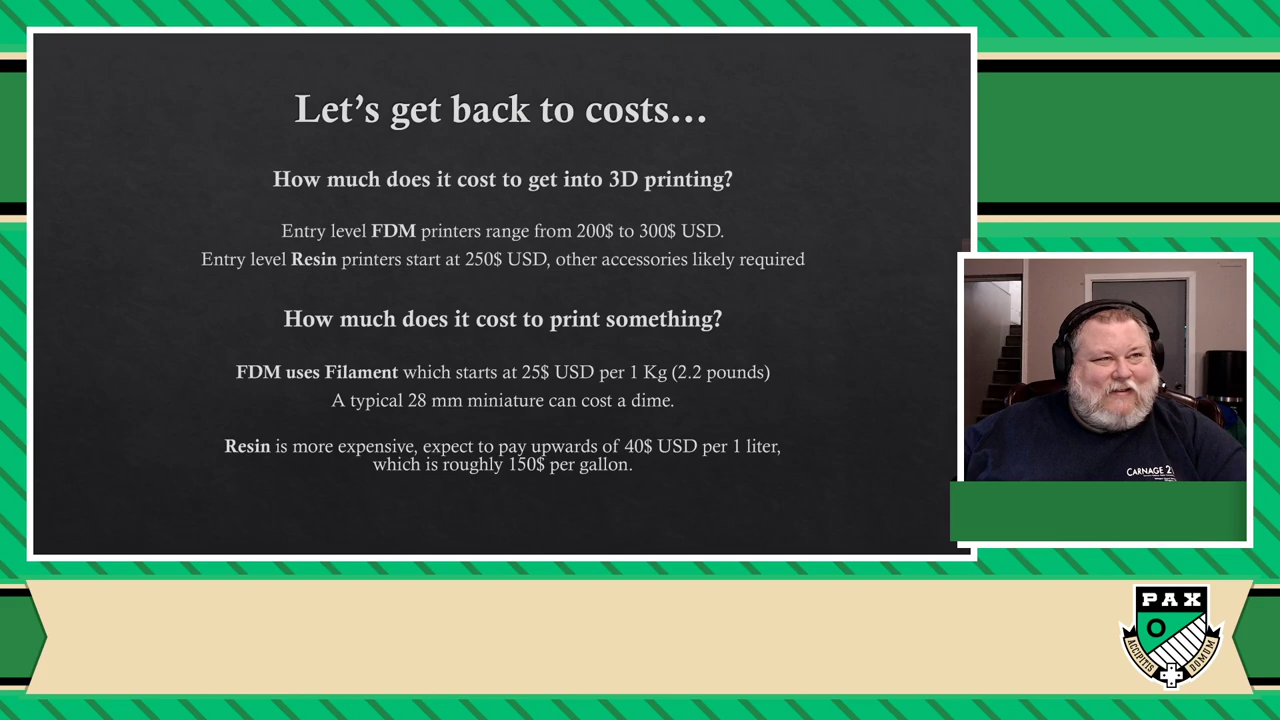 Let's get back to costs...
How much does it cost to get into 3D printing?
Entry level FDM printers range from 200$ to 300$ USD.
Entry level Resin printers start at 250$ USD, other accessories likely required
How much does it cost to print something?
FDM uses Filament which starts at 25$ USD per 1 Kg (2.2 pounds)
A typical 28 mm miniature can cost a dime.
Resin is more expensive, expect to pay upwards of 40$ USD per 1 liter,
which is roughly 150$ per gallon.
CARNAGE 2
PAX
O
ACCIPITIS DOMUM